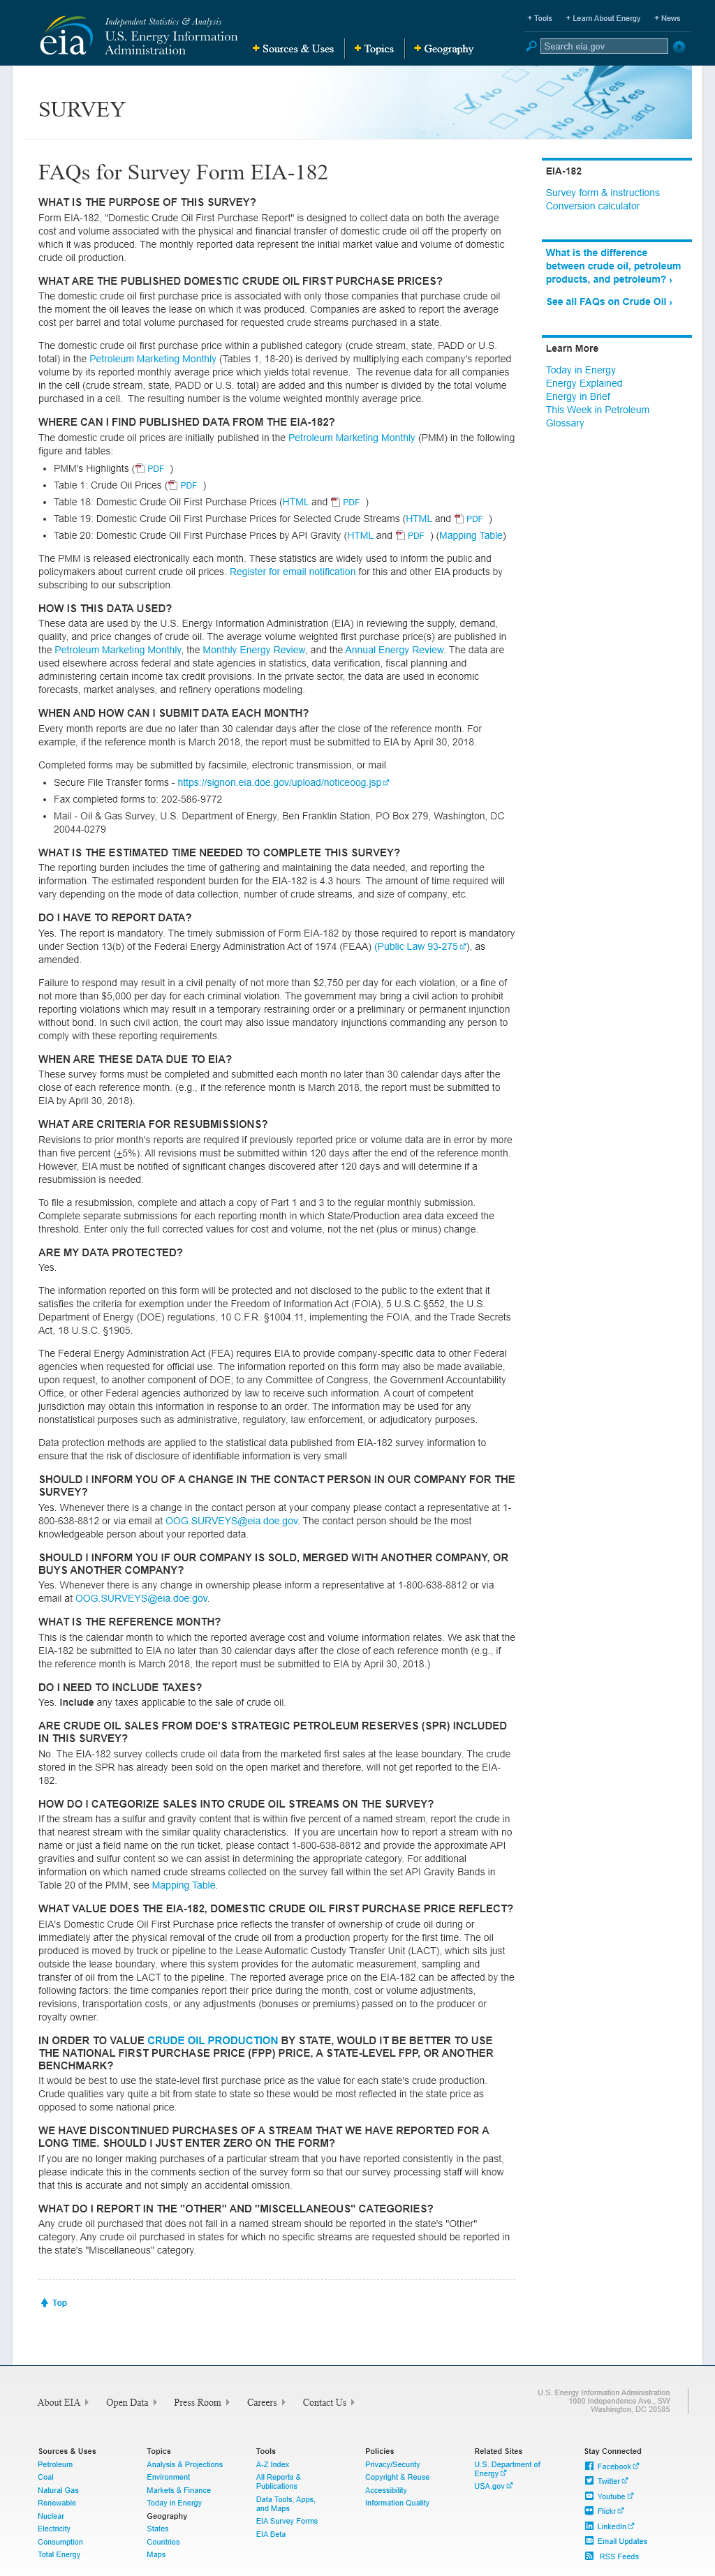 Independent Statistics & Analysis
U.S. Energy Information
Administration
eia
+ Tools + Learn About Energy + News
+ Sources & Uses + Topics + Geography
Search eia.gov
SURVEY
No Yes
No Yes
No Yes
FAQs for Survey Form EIA-182
WHAT IS THE PURPOSE OF THIS SURVEY?
Form EIA-182, "Domestic Crude Oil First Purchase Report" is designed to collect data on both the average
cost and volume associated with the physical and financial transfer of domestic crude oil off the property on
which it was produced. The monthly reported data represent the initial market value and volume of domestic
crude oil production.
WHAT ARE THE PUBLISHED DOMESTIC CRUDE OIL FIRST PURCHASE PRICES?
The domestic crude oil first purchase price is associated with only those companies that purchase crude oil
the moment the oil leaves the lease on which it was produced. Companies are asked to report the average
cost per barrel and total volume purchased for requested crude streams purchased in a state.
The domestic crude oil first purchase price within a published category (crude stream, state, PADD or U.S.
total) in the Petroleum Marketing Monthly (Tables 1, 18-20) is derived by multiplying each company's reported
volume by its reported monthly average price which yields total revenue. The revenue data for all companies
in the cell (crude stream, state, PADD or U.S. total) are added and this number is divided by the total volume
purchased in a cell. The resulting number is the volume weighted monthly average price.
WHERE CAN I FIND PUBLISHED DATA FROM THE EIA-182?
The domestic crude oil prices are initially published in the Petroleum Marketing Monthly (PMM) in the following
figure and tables:
• PMM's Highlights ( PDF )
• Table 1: Crude Oil Prices ( PDF )
• Table 18: Domestic Crude Oil First Purchase Prices (HTML and PDF )
• Table 19: Domestic Crude Oil First Purchase Prices for Selected Crude Streams (HTML and PDF )
• Table 20: Domestic Crude Oil First Purchase Prices by API Gravity (HTML and PDF ) (Mapping Table)
The PMM is released electronically each month. These statistics are widely used to inform the public and
policymakers about current crude oil prices. Register for email notification for this and other EIA products by
subscribing to our subscription.
HOW IS THIS DATA USED?
These data are used by the U.S. Energy Information Administration (EIA) in reviewing the supply, demand,
quality, and price changes of crude oil. The average volume weighted first purchase price(s) are published in
the Petroleum Marketing Monthly, the Monthly Energy Review, and the Annual Energy Review. The data are
used elsewhere across federal and state agencies in statistics, data verification, fiscal planning and
administering certain income tax credit provisions. In the private sector, the data are used in economic
forecasts, market analyses, and refinery operations modeling.
WHEN AND HOW CAN I SUBMIT DATA EACH MONTH?
Every month reports are due no later than 30 calendar days after the close of the reference month. For
example, if the reference month is March 2018, the report must be submitted to EIA by April 30, 2018.
Completed forms may be submitted by facsimile, electronic transmission, or mail.
• Secure File Transfer forms - https://signon.eia.doe.gov/upload/noticeoog.jsp
• Fax completed forms to: 202-586-9772
• Mail - Oil & Gas Survey, U.S. Department of Energy, Ben Franklin Station, PO Box 279, Washington, DC
20044-0279
WHAT IS THE ESTIMATED TIME NEEDED TO COMPLETE THIS SURVEY?
The reporting burden includes the time of gathering and maintaining the data needed, and reporting the
information. The estimated respondent burden for the EIA-182 is 4.3 hours. The amount of time required will
vary depending on the mode of data collection, number of crude streams, and size of company, etc.
DO I HAVE TO REPORT DATA?
Yes. The report is mandatory. The timely submission of Form EIA-182 by those required to report is mandatory
under Section 13(b) of the Federal Energy Administration Act of 1974 (FEAA) (Public Law 93-275), as
amended.
Failure to respond may result in a civil penalty of not more than $2,750 per day for each violation, or a fine of
not more than $5,000 per day for each criminal violation. The government may bring a civil action to prohibit
reporting violations which may result in a temporary restraining order or a preliminary or permanent injunction
without bond. In such civil action, the court may also issue mandatory injunctions commanding any person to
comply with these reporting requirements.
WHEN ARE THESE DATA DUE TO EIA?
These survey forms must be completed and submitted each month no later than 30 calendar days after the
close of each reference month. (e.g., if the reference month is March 2018, the report must be submitted to
EIA by April 30, 2018).
WHAT ARE CRITERIA FOR RESUBMISSIONS?
Revisions to prior month's reports are required if previously reported price or volume data are in error by more
than five percent (±5%). All revisions must be submitted within 120 days after the end of the reference month.
However, EIA must be notified of significant changes discovered after 120 days and will determine if a
resubmission is needed.
To file a resubmission, complete and attach a copy of Part 1 and 3 to the regular monthly submission.
Complete separate submissions for each reporting month in which State/Production area data exceed the
threshold. Enter only the full corrected values for cost and volume, not the net (plus or minus) change.
ARE MY DATA PROTECTED?
Yes.
The information reported on this form will be protected and not disclosed to the public to the extent that it
satisfies the criteria for exemption under the Freedom of Information Act (FOIA), 5 U.S.C.§552, the U.S.
Department of Energy (DOE) regulations, 10 C.F.R. §1004.11, implementing the FOIA, and the Trade Secrets
Act, 18 U.S.C. §1905.
The Federal Energy Administration Act (FEA) requires EIA to provide company-specific data to other Federal
agencies when requested for official use. The information reported on this form may also be made available,
upon request, to another component of DOE; to any Committee of Congress, the Government Accountability
Office, or other Federal agencies authorized by law to receive such information. A court of competent
jurisdiction may obtain this information in response to an order. The information may be used for any
nonstatistical purposes such as administrative, regulatory, law enforcement, or adjudicatory purposes.
Data protection methods are applied to the statistical data published from EIA-182 survey information to
ensure that the risk of disclosure of identifiable information is very small
SHOULD I INFORM YOU OF A CHANGE IN THE CONTACT PERSON IN OUR COMPANY FOR THE
SURVEY?
Yes. Whenever there is a change in the contact person at your company please contact a representative at 1-
800-638-8812 or via email at OOG.SURVEYS@eia.doe.gov. The contact person should be the most
knowledgeable person about your reported data.
SHOULD I INFORM YOU IF OUR COMPANY IS SOLD, MERGED WITH ANOTHER COMPANY, OR
BUYS ANOTHER COMPANY?
Yes. Whenever there is any change in ownership please inform a representative at 1-800-638-8812 or via
email at OOG.SURVEYS@eia.doe.gov.
WHAT IS THE REFERENCE MONTH?
This is the calendar month to which the reported average cost and volume information relates. We ask that the
EIA-182 be submitted to EIA no later than 30 calendar days after the close of each reference month (e.g., if
the reference month is March 2018, the report must be submitted to EIA by April 30, 2018.)
DO I NEED TO INCLUDE TAXES?
Yes. Include any taxes applicable to the sale of crude oil.
ARE CRUDE OIL SALES FROM DOE'S STRATEGIC PETROLEUM RESERVES (SPR) INCLUDED
IN THIS SURVEY?
No. The EIA-182 survey collects crude oil data from the marketed first sales at the lease boundary. The crude
stored in the SPR has already been sold on the open market and therefore, will not get reported to the EIA-
182.
HOW DO I CATEGORIZE SALES INTO CRUDE OIL STREAMS ON THE SURVEY?
If the stream has a sulfur and gravity content that is within five percent of a named stream, report the crude in
that nearest stream with the similar quality characteristics. If you are uncertain how to report a stream with no
name or just a field name on the run ticket, please contact 1-800-638-8812 and provide the approximate API
gravities and sulfur content so we can assist in determining the appropriate category. For additional
information on which named crude streams collected on the survey fall within the set API Gravity Bands in
Table 20 of the PMM, see Mapping Table.
WHAT VALUE DOES THE EIA-182, DOMESTIC CRUDE OIL FIRST PURCHASE PRICE REFLECT?
EIA's Domestic Crude Oil First Purchase price reflects the transfer of ownership of crude oil during or
immediately after the physical removal of the crude oil from a production property for the first time. The oil
produced is moved by truck or pipeline to the Lease Automatic Custody Transfer Unit (LACT), which sits just
outside the lease boundary, where this system provides for the automatic measurement, sampling and
transfer of oil from the LACT to the pipeline. The reported average price on the EIA-182 can be affected by the
following factors: the time companies report their price during the month, cost or volume adjustments,
revisions, transportation costs, or any adjustments (bonuses or premiums) passed on to the producer or
royalty owner.
IN ORDER TO VALUE CRUDE OIL PRODUCTION BY STATE, WOULD IT BE BETTER TO USE
THE NATIONAL FIRST PURCHASE PRICE (FPP) PRICE, A STATE-LEVEL FPP, OR ANOTHER
BENCHMARK?
It would be best to use the state-level first purchase price as the value for each state's crude production.
Crude qualities vary quite a bit from state to state so these would be most reflected in the state price as
opposed to some national price.
WE HAVE DISCONTINUED PURCHASES OF A STREAM THAT WE HAVE REPORTED FOR A
LONG TIME. SHOULD I JUST ENTER ZERO ON THE FORM?
If you are no longer making purchases of a particular stream that you have reported consistently in the past,
please indicate this in the comments section of the survey form so that our survey processing staff will know
that this is accurate and not simply an accidental omission.
WHAT DO I REPORT IN THE "OTHER" AND "MISCELLANEOUS" CATEGORIES?
Any crude oil purchased that does not fall in a named stream should be reported in the state's "Other"
category. Any crude oil purchased in states for which no specific streams are requested should be reported in
the state's "Miscellaneous" category.
Top
EIA-182
Survey form & instructions
Conversion calculator
What is the difference
between crude oil, petroleum
products, and petroleum? ›
See all FAQs on Crude Oil ›
Learn More
Today in Energy
Energy Explained
Energy in Brief
This Week in Petroleum
Glossary
About EIA Open Data Press Room Careers Contact Us
U.S. Energy Information Administration
1000 Independence Ave., SW
Washington, DC 20585
Sources & Uses
Petroleum
Coal
Natural Gas
Renewable
Nuclear
Electricity
Consumption
Total Energy
Topics
Analysis & Projections
Environment
Markets & Finance
Today in Energy
Geography
States
Countries
Maps
Tools
A-Z Index
All Reports &
Publications
Data Tools, Apps,
and Maps
EIA Survey Forms
EIA Beta
Policies
Privacy/Security
Copyright & Reuse
Accessibility
Information Quality
Related Sites
U.S. Department of
Energy
USA.gov
Stay Connected
Facebook
Twitter
Youtube
Flickr
LinkedIn
Email Updates
RSS Feeds